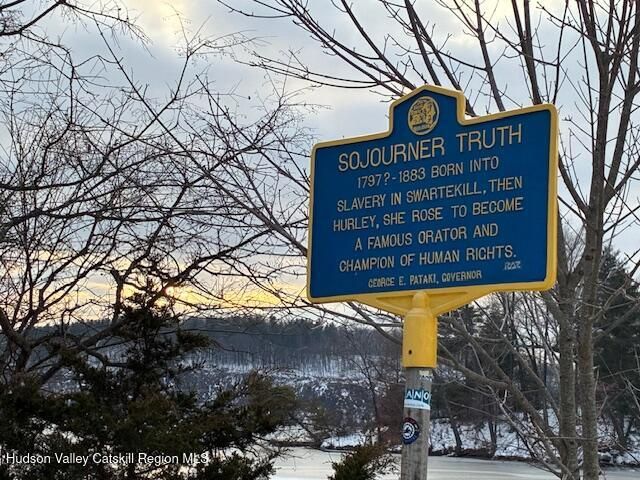 SOJOURNER TRUTH
1797?-1883 BORN INTO
SLAVERY IN SWARTEKILL, THEN
HURLEY, SHE ROSE TO BECOME
A FAMOUS ORATOR AND
CHAMPION OF HUMAN RIGHTS.
GEORGE E. PATAKI, GOVERNOR
ANO
Hudson Valley Catskill Region MLS